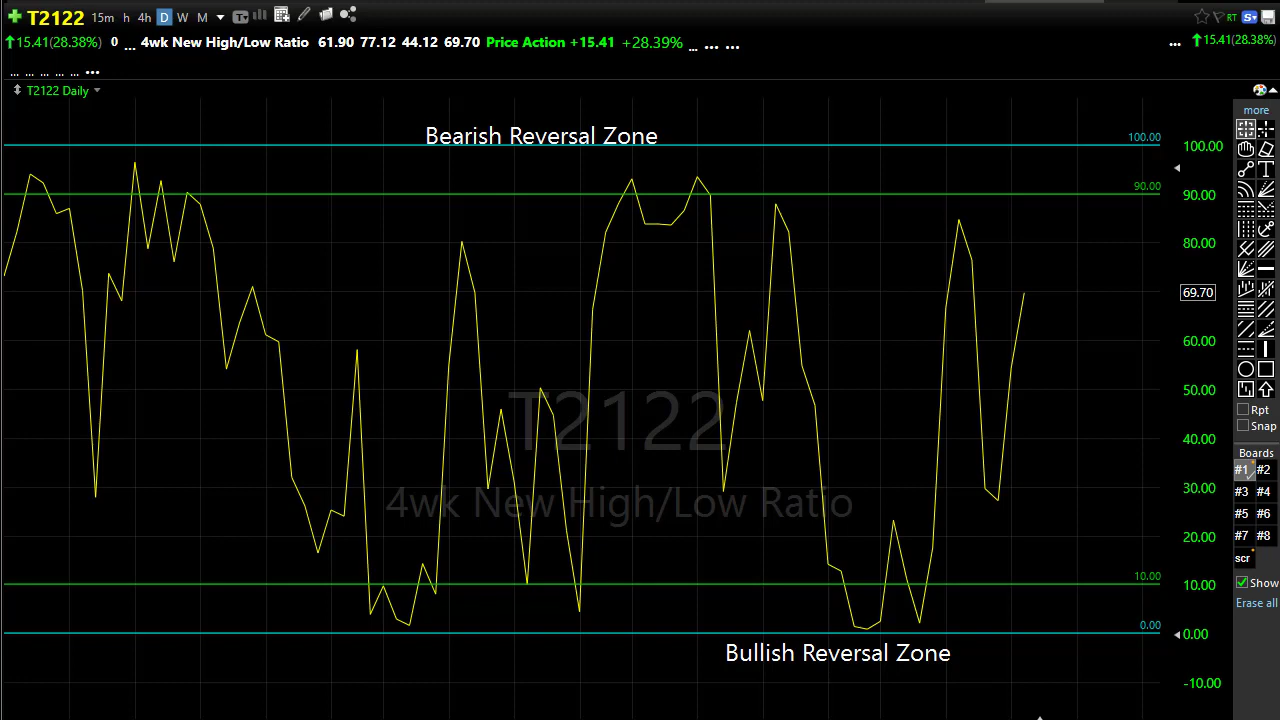 T2122 15m h 4h D W M T RT S
15.41(28.38%) 0 ... 4wk New High/Low Ratio 61.90 77.12 44.12 69.70 Price Action +15.41 +28.39% ... ... ... ... 15.41(28.38%)
... ... ... ... ... ...
T2122 Daily
more
Bearish Reversal Zone
100.00 100.00
90.00 90.00
80.00
69.70
60.00
50.00
T2122
40.00
30.00
4wk New High/Low Ratio
20.00
10.00 10.00
0.00 0.00
Bullish Reversal Zone
-10.00
T
Rpt
Snap
Boards
#1 #2
#3 #4
#5 #6
#7 #8
scr
Show
Erase all